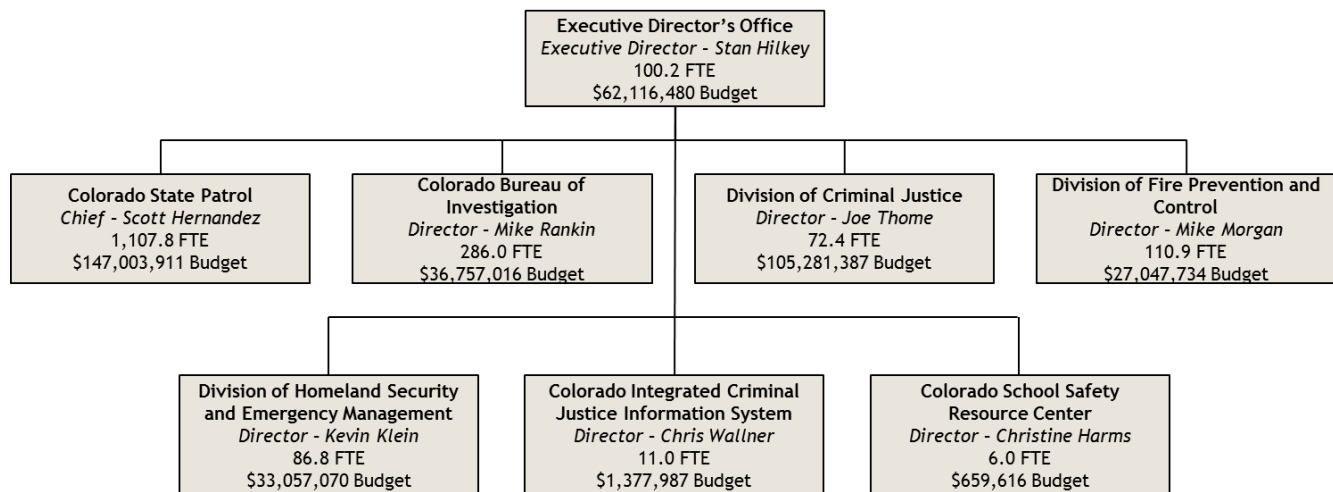 Executive Director’s Office
Executive Director - Stan Hilkey
100.2 FTE
$62,116,480 Budget
Colorado State Patrol
Chief - Scott Hernandez
1,107.8 FTE
$147,003,911 Budget
Colorado Bureau of
Investigation
Director - Mike Rankin
286.0 FTE
$36,757,016 Budget
Division of Criminal Justice
Director - Joe Thome
72.4 FTE
$105,281,387 Budget
Division of Fire Prevention and
Control
Director - Mike Morgan
110.9 FTE
$27,047,734 Budget
Division of Homeland Security
and Emergency Management
Director - Kevin Klein
86.8 FTE
$33,057,070 Budget
Colorado Integrated Criminal
Justice Information System
Director - Chris Wallner
11.0 FTE
$1,377,987 Budget
Colorado School Safety
Resource Center
Director - Christine Harms
6.0 FTE
$659,616 Budget